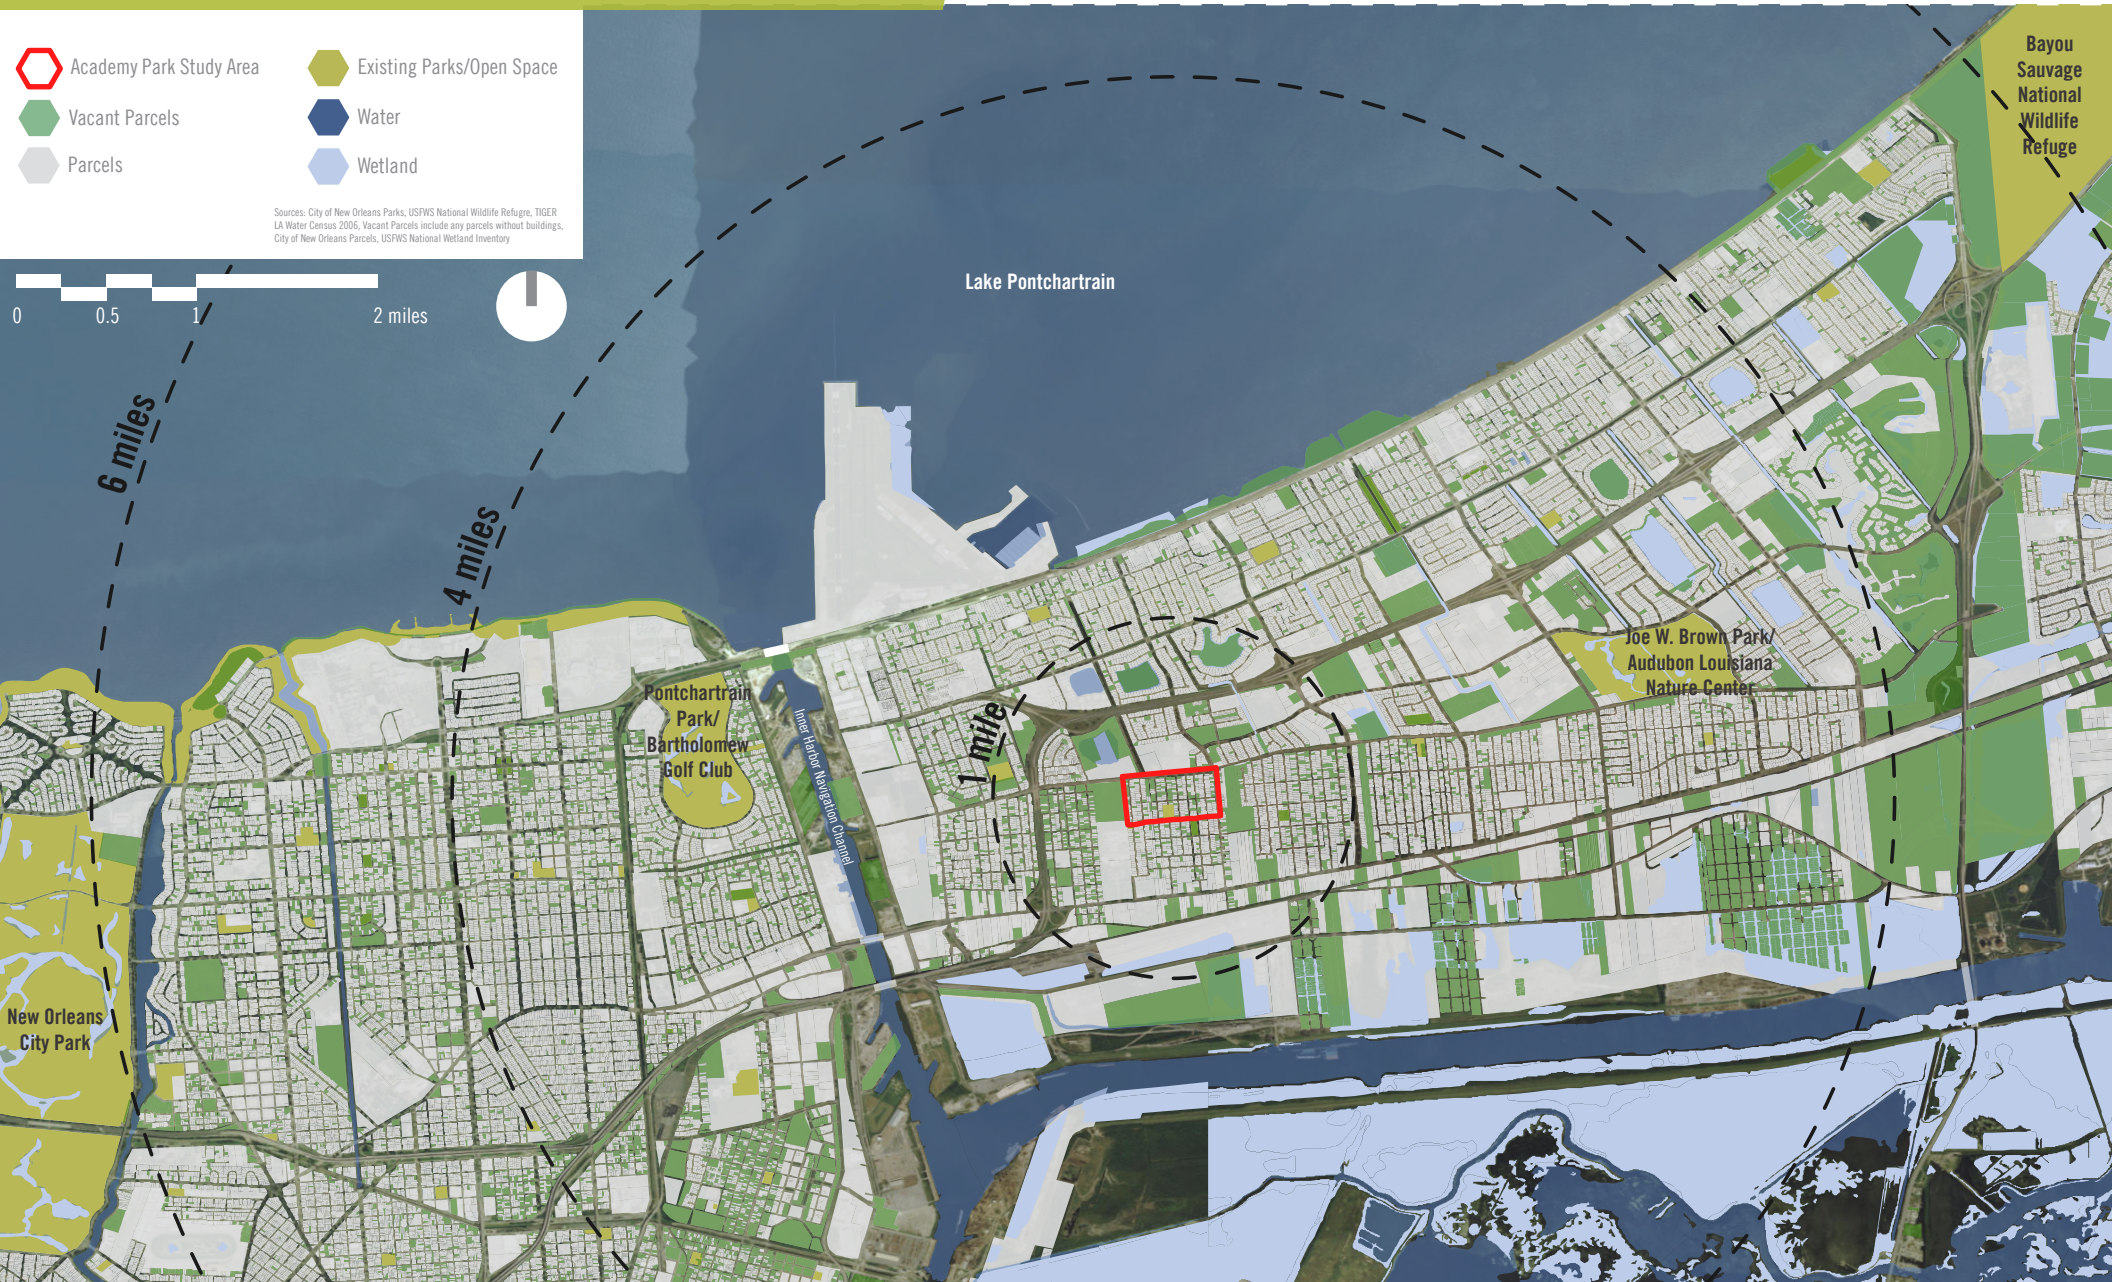 Academy Park Study Area
Vacant Parcels
Parcels
Existing Parks/Open Space
Water
Wetland
Sources: City of New Orleans Parks, USFWS National Wildlife Refugre, TIGER
LA Water Census 2006, Vacant Parcels include any parcels without buildings,
City of New Orleans Parcels, USFWS National Wetland Inventory
0
0.5
1
2 miles
Bayou
Sauvage
National
Wildlife
Refuge
Lake Pontchartrain
6 miles
4 miles
1 mile
Joe W. Brown Park/
Audubon Louisiana
Nature Center
Pontchartrain
Park/
Bartholomew
Golf Club
Inner Harbor Navigation Channel
New Orleans
City Park